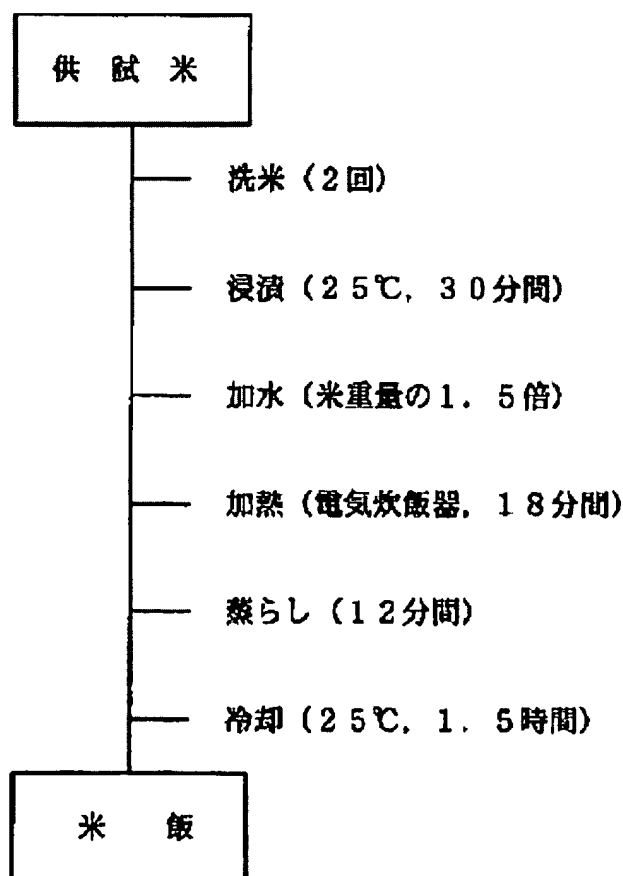 供 試 米
洗米（2回）
浸漬（25℃，30分間）
加水（米重量の1．5倍）
加熱（電気炊飯器，18分間）
蒸らし（12分間）
冷却（25℃，1．5時間）
米 飯